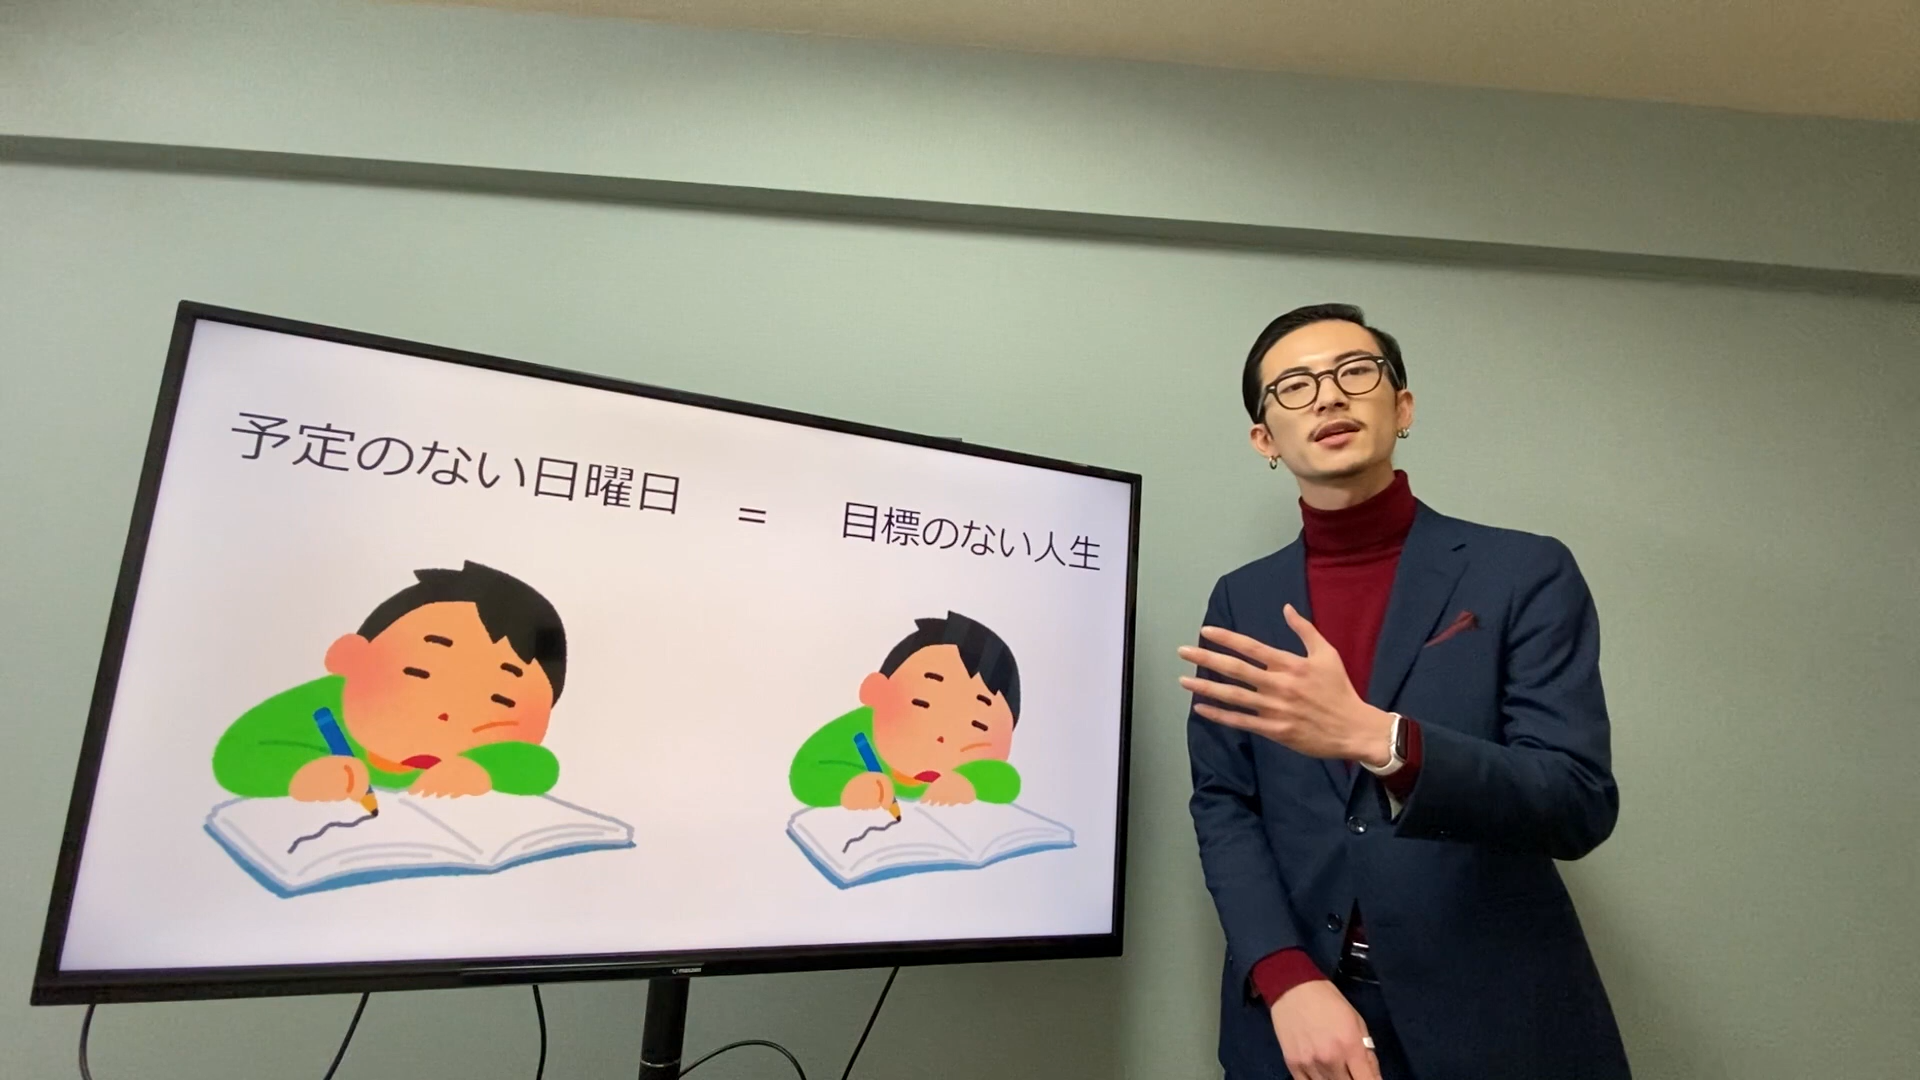 予定のない日曜日 = 目標のない人生